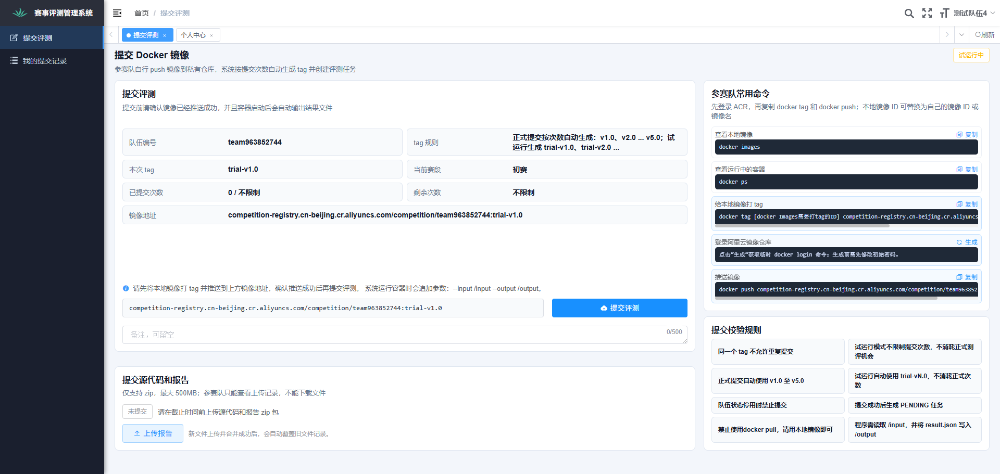 赛事评测管理系统
首页 / 提交评测
测试队伍4
提交评测
我的提交记录
提交评测 ×
个人中心 ×
刷新
提交 Docker 镜像
参赛队自行 push 镜像到私有仓库，系统按提交次数自动生成 tag 并创建评测任务
试运行中
提交评测
提交前请确认镜像已经推送成功，并且容器启动后会自动输出结果文件
队伍编号 team963852744
tag 规则 正式提交按次数自动生成：v1.0、v2.0 ... v5.0；试
运行生成 trial-v1.0、trial-v2.0 ...
本次 tag trial-v1.0
当前赛段 初赛
已提交次数 0 / 不限制
剩余次数 不限制
镜像地址 competition-registry.cn-beijing.cr.aliyuncs.com/competition/team963852744:trial-v1.0
请先将本地镜像打 tag 并推送到上方镜像地址，确认推送成功后再提交评测。 系统运行容器时会追加参数：--input /input --output /output。
competition-registry.cn-beijing.cr.aliyuncs.com/competition/team963852744:trial-v1.0
提交评测
备注，可留空
0/500
提交源代码和报告
仅支持 zip，最大 500MB；参赛队只能查看上传记录，不能下载文件
未提交 请在截止时间前上传源代码和报告 zip 包
上传报告 新文件上传并合并成功后，会自动覆盖旧文件记录。
参赛队常用命令
先登录 ACR，再复制 docker tag 和 docker push；本地镜像 ID 可替换为自己的镜像 ID 或
镜像名
查看本地镜像 复制
docker images
查看运行中的容器 复制
docker ps
给本地镜像打 tag 复制
docker tag [docker Images需要打tag的ID] competition-registry.cn-beijing.cr.aliyuncs
登录阿里云镜像仓库 生成
点击“生成”获取临时 docker login 命令；生成前需先修改初始密码。
推送镜像 复制
docker push competition-registry.cn-beijing.cr.aliyuncs.com/competition/team963852
提交校验规则
同一个 tag 不允许重复提交
试运行模式不限制提交次数，不消耗正式测
评机会
正式提交自动使用 v1.0 至 v5.0
试运行自动使用 trial-vN.0，不消耗正式次
数
队伍状态停用时禁止提交
提交成功后生成 PENDING 任务
禁止使用docker pull，请用本地镜像即可
程序需读取 /input，并将 result.json 写入
/output